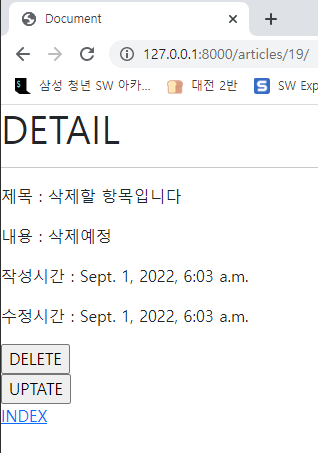 Document
127.0.0.1:8000/articles/19/
삼성 청년 SW 아카... 대전 2반 SW Exp
DETAIL
제목 : 삭제할 항목입니다
내용 : 삭제예정
작성시간 : Sept. 1, 2022, 6:03 a.m.
수정시간 : Sept. 1, 2022, 6:03 a.m.
DELETE
UPTATE
INDEX